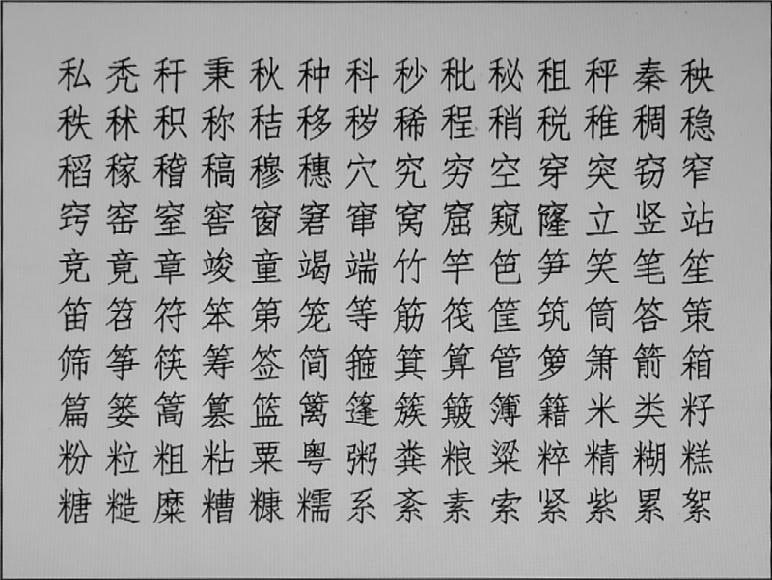 私秃秆秉秋种科秒秕秘租秤秦秧
秩秫积称秸移秽稀程稍税稚稠稳
稻稼稽稿穆穗穴究穷空穿突窃窄
窍窑窒窖窗窘窜窝窟窥窿立竖站
竞竟章竣童竭端竹竿笆笋笑笔笙
笛笤符笨第笼等筋筏筐筑筒答策
筛筝筷筹签简箍箕算管箩箫箭箱
篇篓篙篡篮篱篷簇簸簿籍米类籽
粉粒粗粘粟粤粥粪粮粱粹精糊糕
糖糙糜糟糠糯系紊素索紧紫累絮